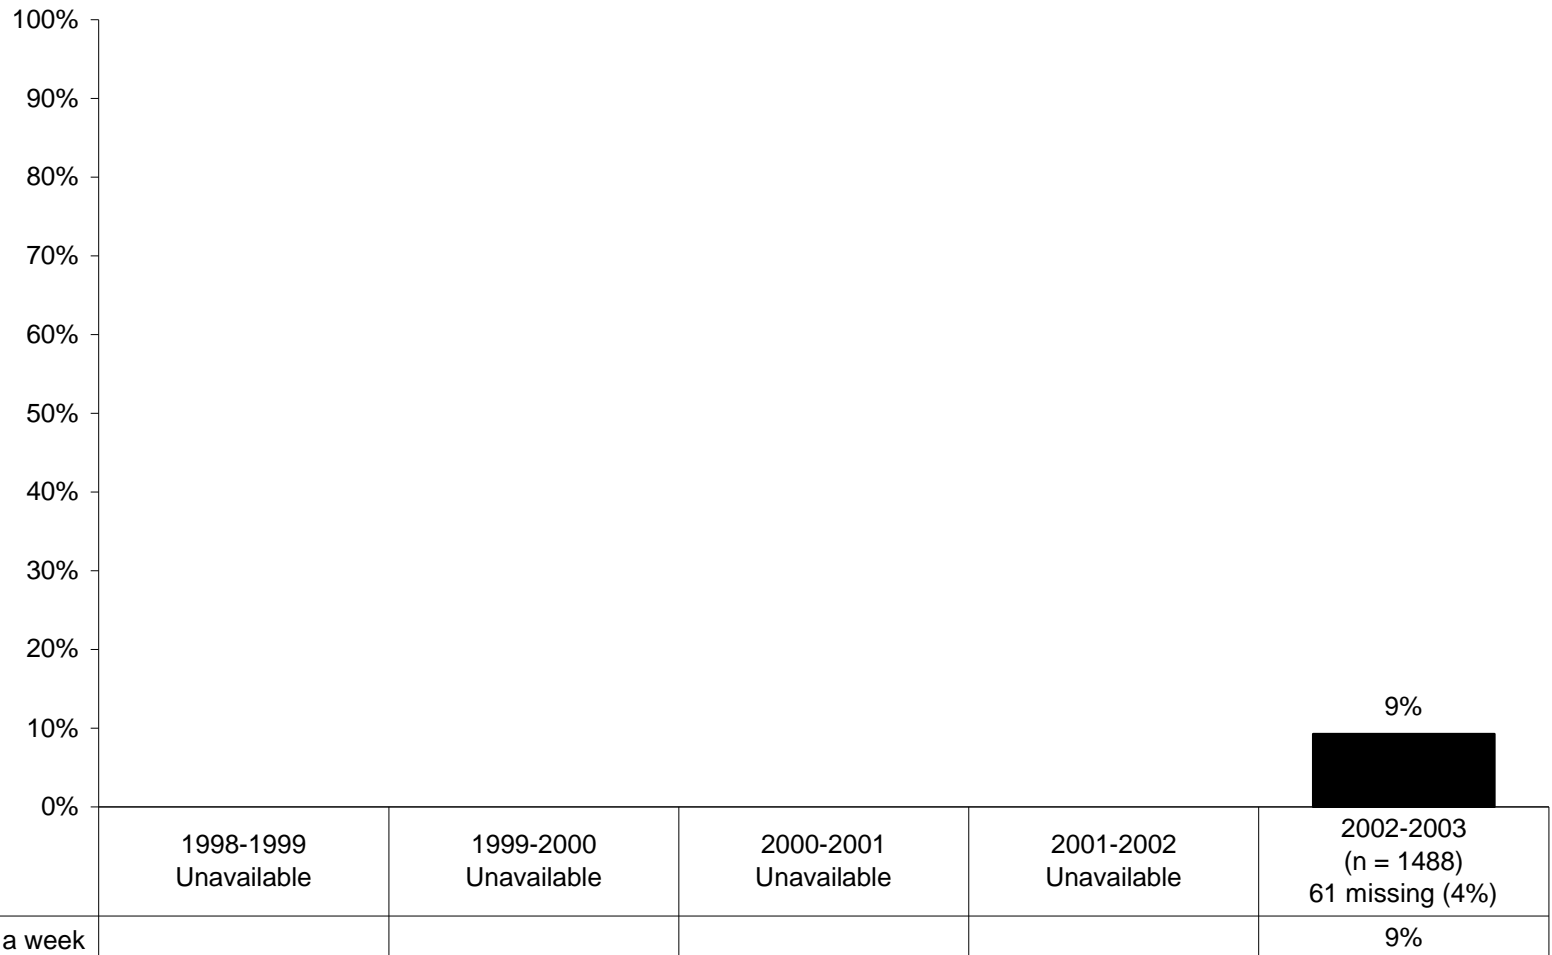 100%
90%
80%
70%
60%
50%
40%
30%
20%
10%
0%
9%
1998-1999
Unavailable
1999-2000
Unavailable
2000-2001
Unavailable
2001-2002
Unavailable
2002-2003
(n = 1488)
61 missing (4%)
a week
9%